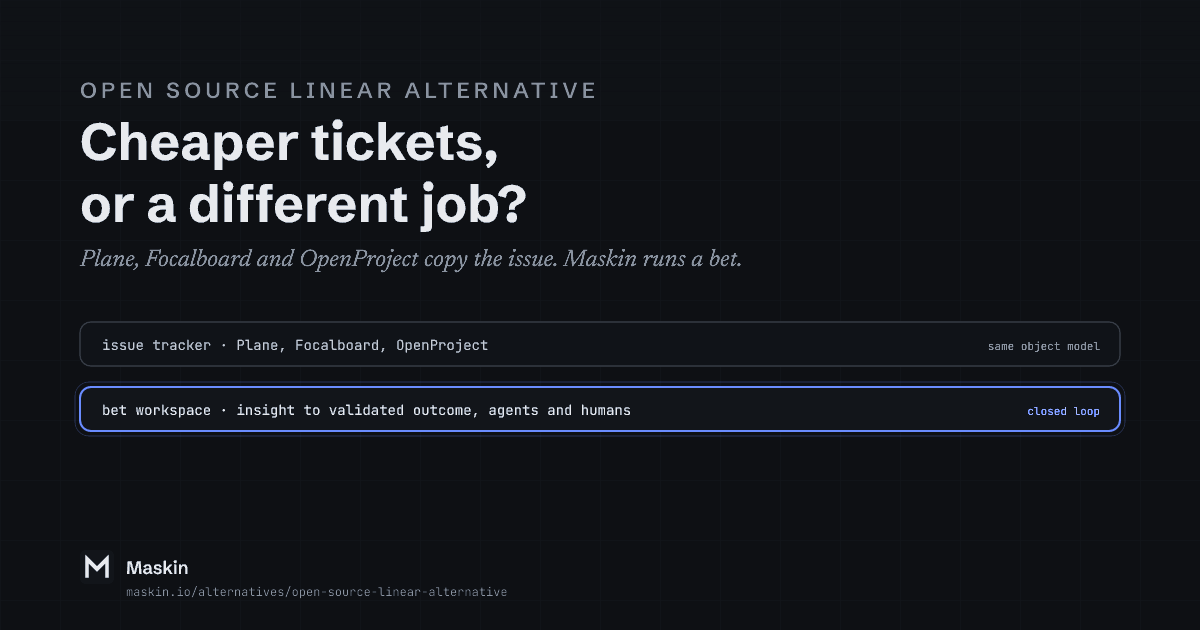 OPEN SOURCE LINEAR ALTERNATIVE
Cheaper tickets,
or a different job?
Plane, Focalboard and OpenProject copy the issue. Maskin runs a bet.
issue tracker · Plane, Focalboard, OpenProject
same object model
bet workspace · insight to validated outcome, agents and humans
closed loop
Maskin
maskin.io/alternatives/open-source-linear-alternative